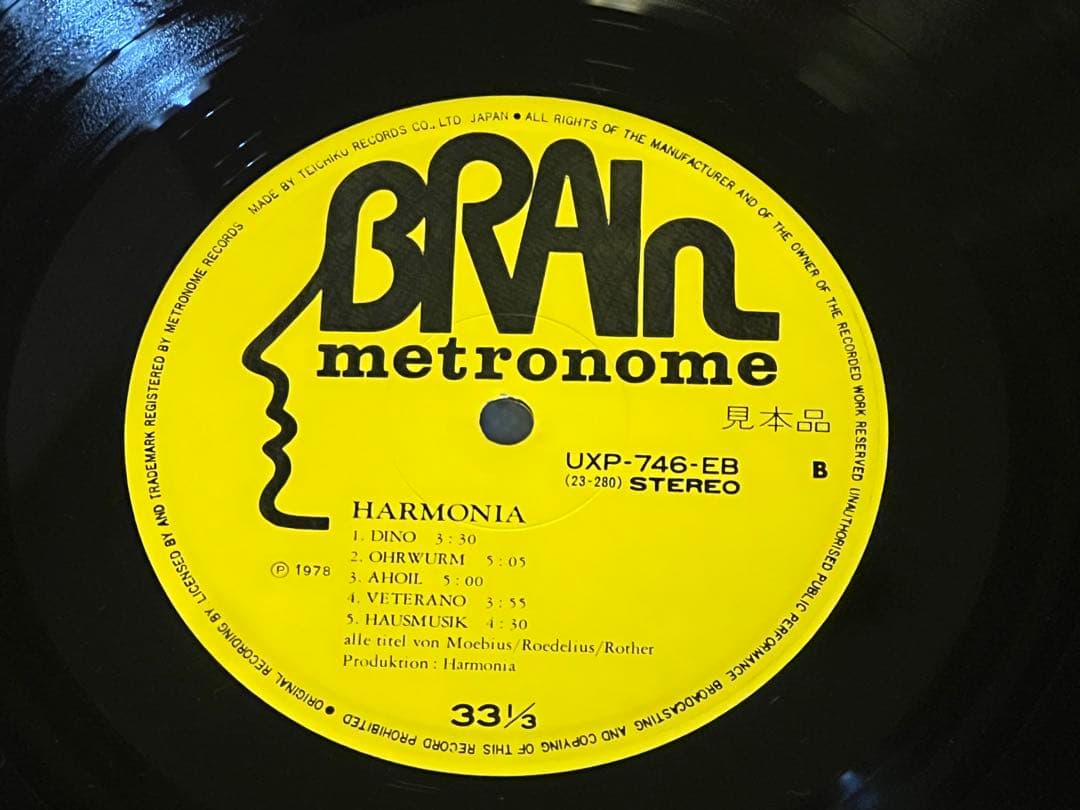 BRAIn
metronome
見本品
UXP-746-EB
B
(23-280) STEREO
HARMONIA
1. DINO 3:30
2. OHRWURM 5:05
3. AHOIL 5:00
4. VETERANO 3:55
5. HAUSMUSIK 4:30
Ⓟ 1978
alle titel von Moebius/Roedelius/Rother
Produktion : Harmonia
33⅓
MADE BY TEICHIKU RECORDS CO., LTD JAPAN ● ALL RIGHTS OF THE MANUFACTURER AND OF THE OWNER OF THE RECORDED WORK RESERVED (UNAUTHORISED PUBLIC PERFORMANCE BROADCASTING AND COPYING OF THIS RECORD PROHIBITED ● ORIGINAL RECORDING BY LICENSED BY AND TRADEMARK REGISTERED BY METRONOME RECORDS